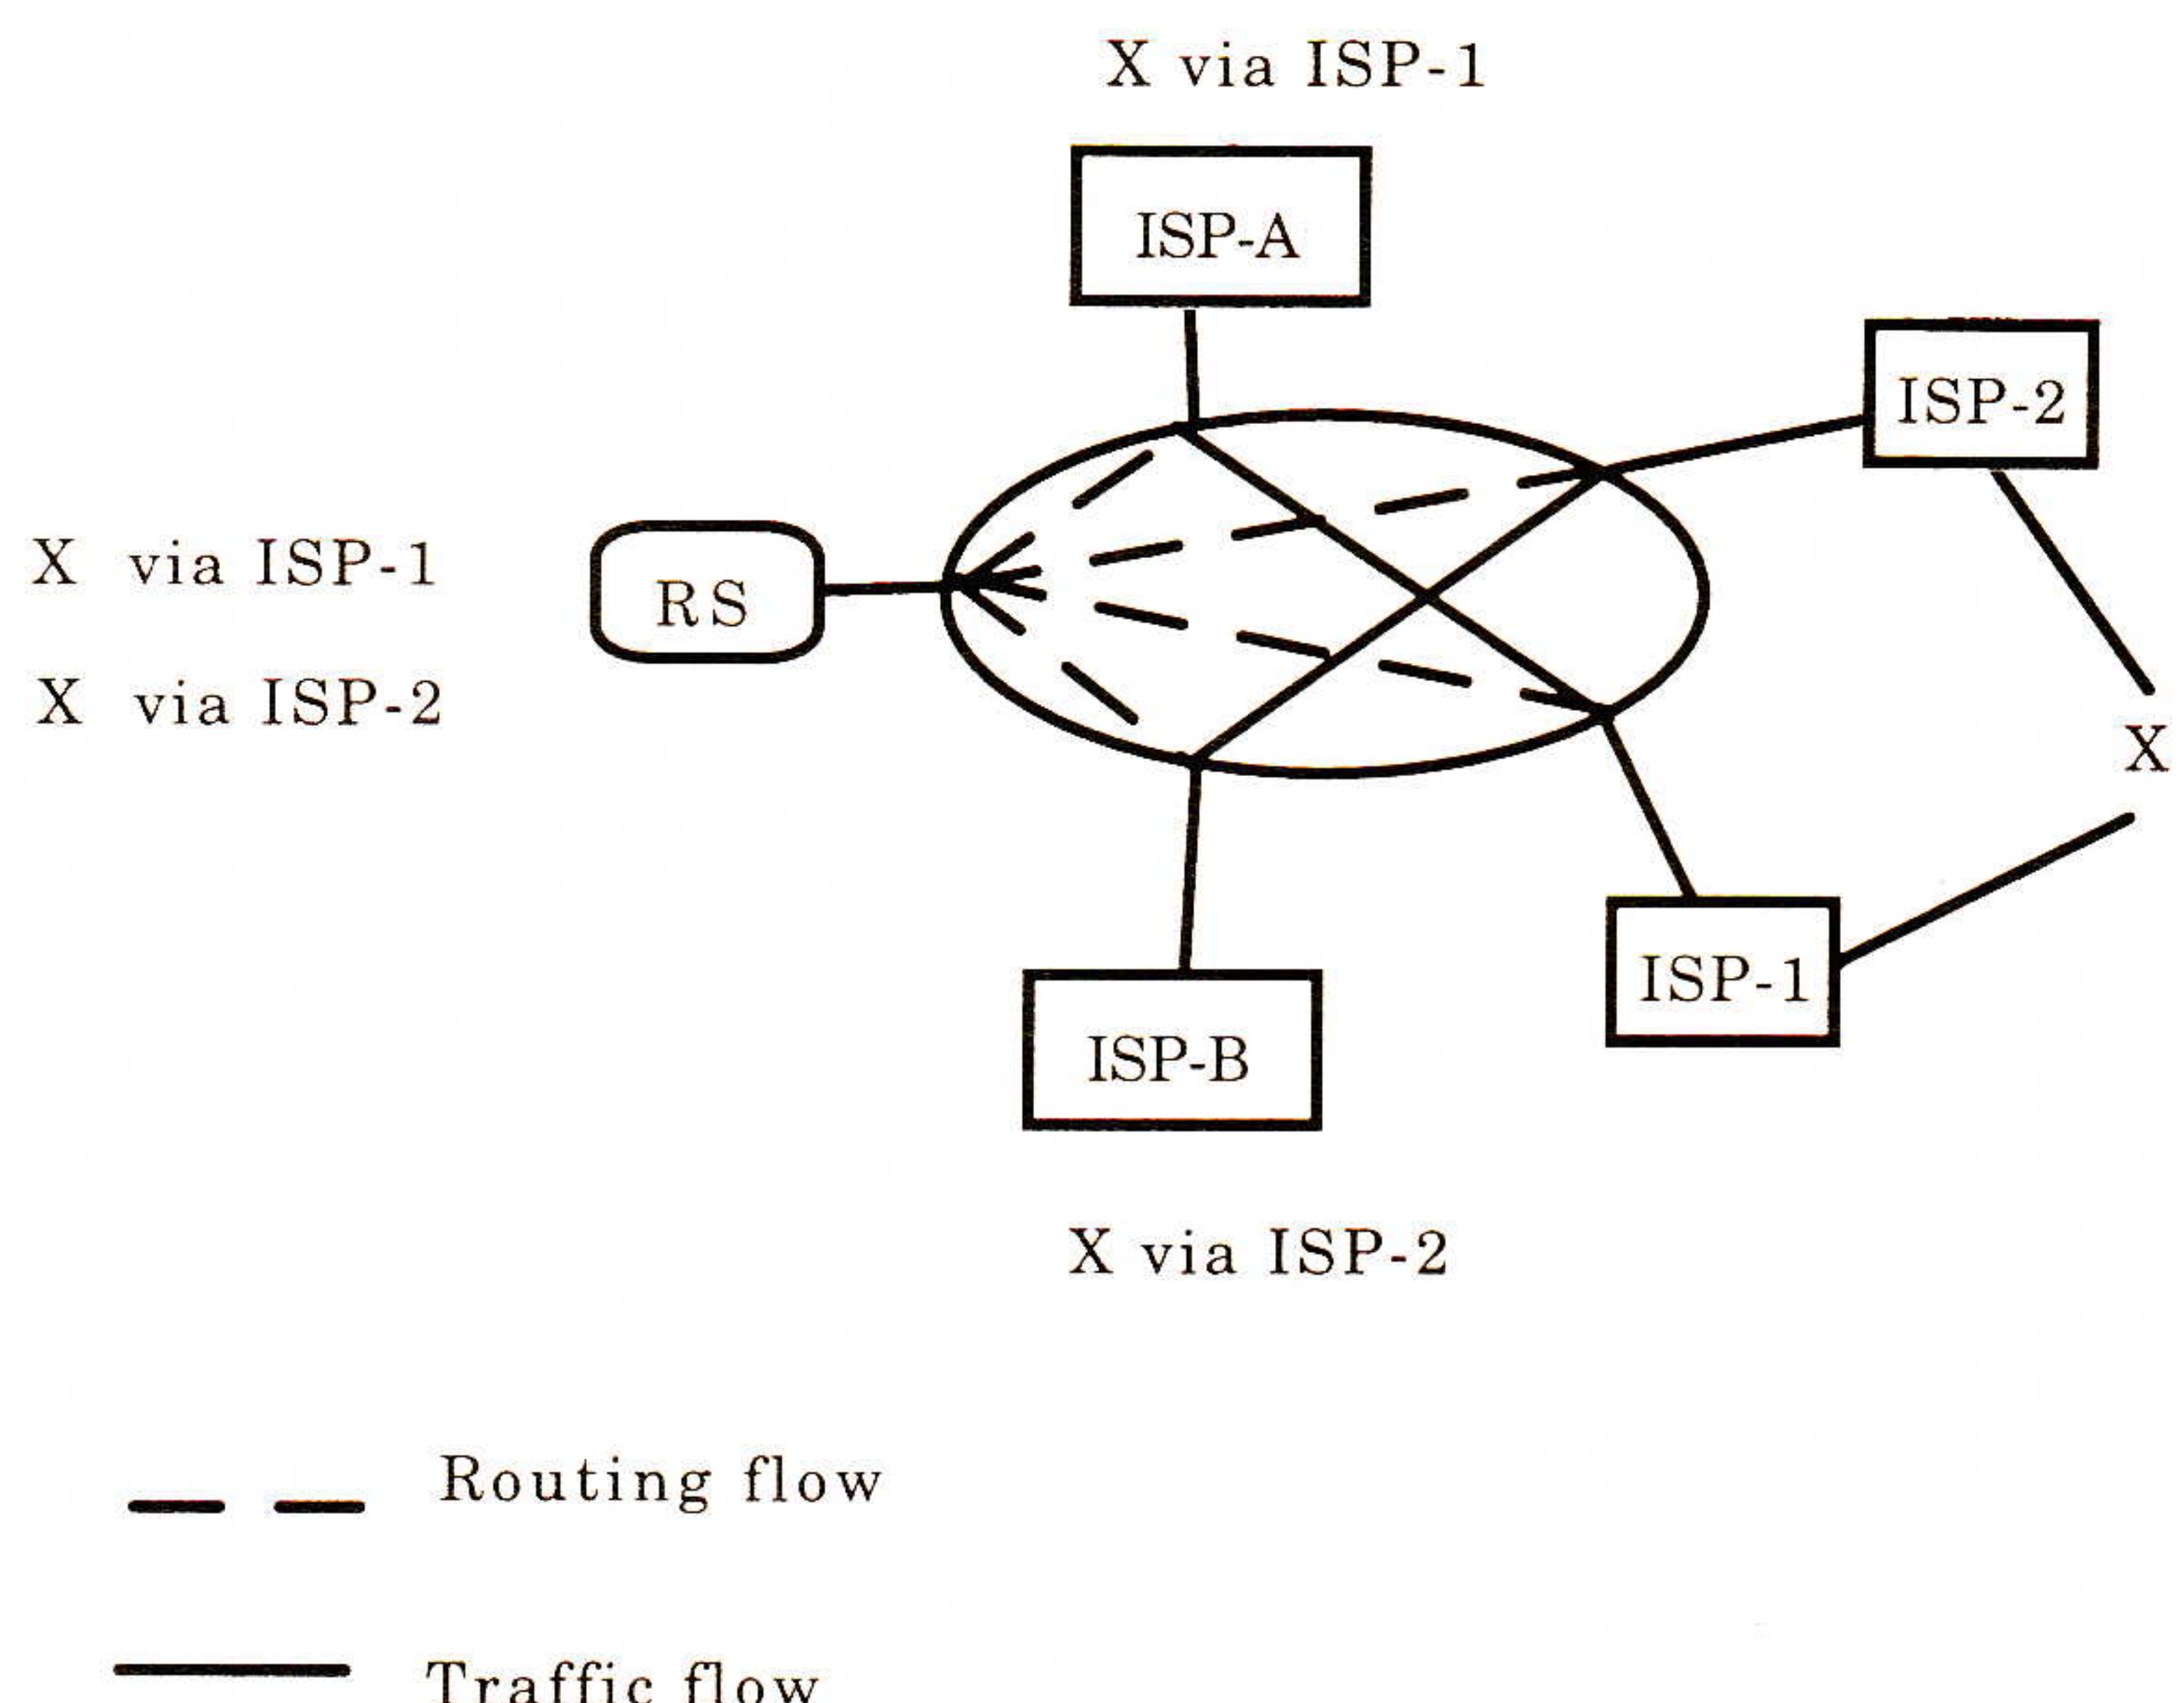 X via ISP-1
ISP-A
ISP-2
X via ISP-1
RS
X via ISP-2
X
ISP-1
ISP-B
X via ISP-2
Routing flow
Traffic flow